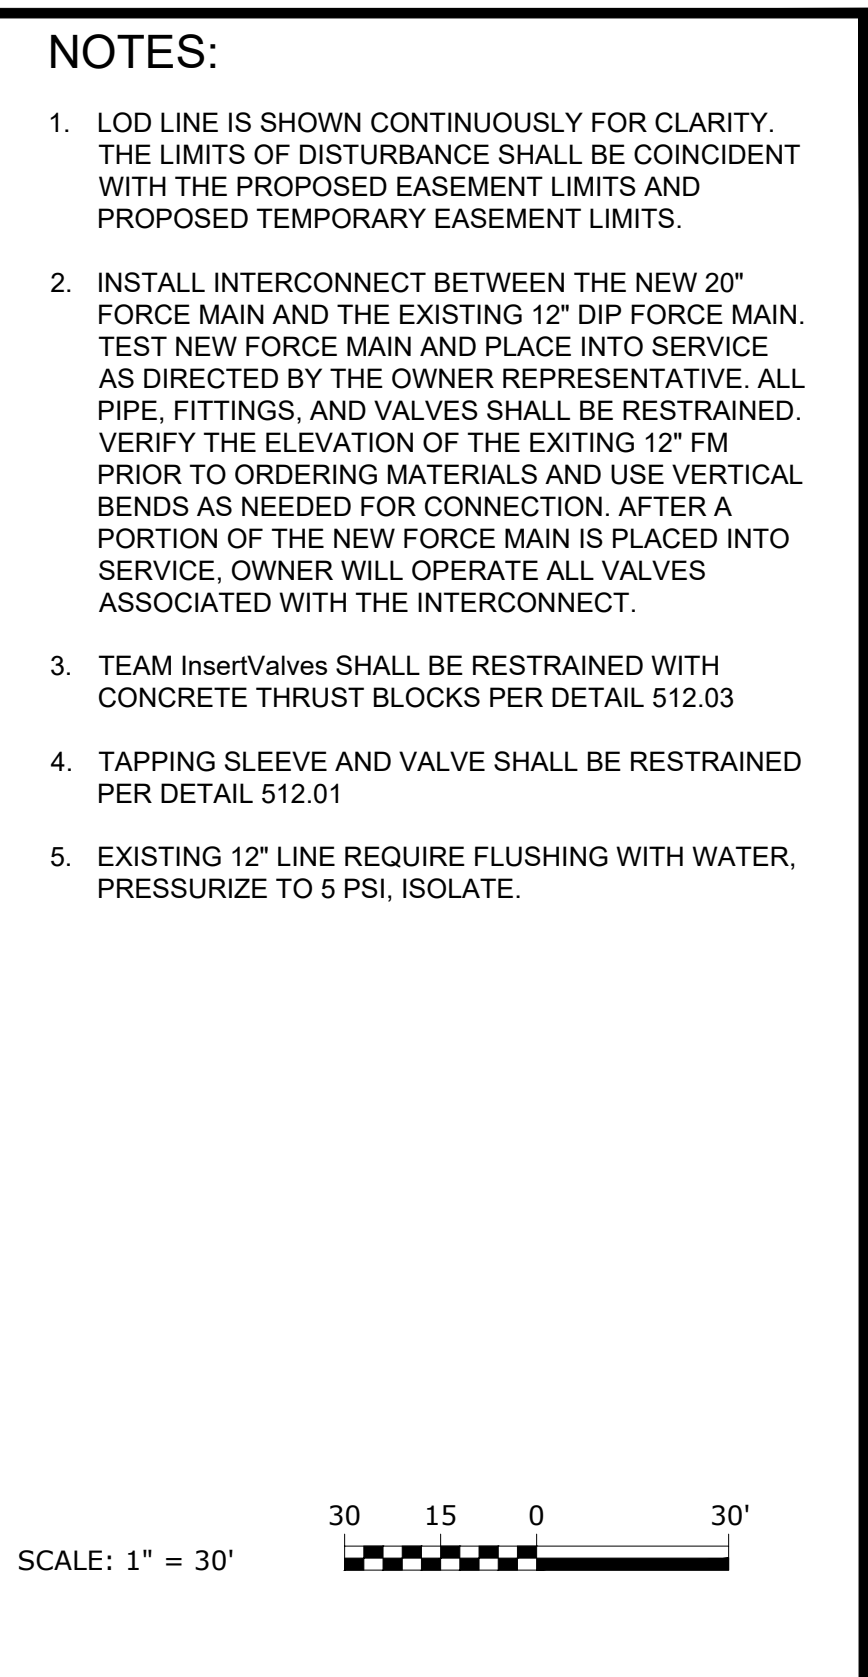 NOTES:
1. LOD LINE IS SHOWN CONTINUOUSLY FOR CLARITY.
THE LIMITS OF DISTURBANCE SHALL BE COINCIDENT
WITH THE PROPOSED EASEMENT LIMITS AND
PROPOSED TEMPORARY EASEMENT LIMITS.
2. INSTALL INTERCONNECT BETWEEN THE NEW 20"
FORCE MAIN AND THE EXISTING 12" DIP FORCE MAIN.
TEST NEW FORCE MAIN AND PLACE INTO SERVICE
AS DIRECTED BY THE OWNER REPRESENTATIVE. ALL
PIPE, FITTINGS, AND VALVES SHALL BE RESTRAINED.
VERIFY THE ELEVATION OF THE EXITING 12" FM
PRIOR TO ORDERING MATERIALS AND USE VERTICAL
BENDS AS NEEDED FOR CONNECTION. AFTER A
PORTION OF THE NEW FORCE MAIN IS PLACED INTO
SERVICE, OWNER WILL OPERATE ALL VALVES
ASSOCIATED WITH THE INTERCONNECT.
3. TEAM InsertValves SHALL BE RESTRAINED WITH
CONCRETE THRUST BLOCKS PER DETAIL 512.03
4. TAPPING SLEEVE AND VALVE SHALL BE RESTRAINED
PER DETAIL 512.01
5. EXISTING 12" LINE REQUIRE FLUSHING WITH WATER,
PRESSURIZE TO 5 PSI, ISOLATE.
30 15 0 30'
SCALE: 1" = 30'